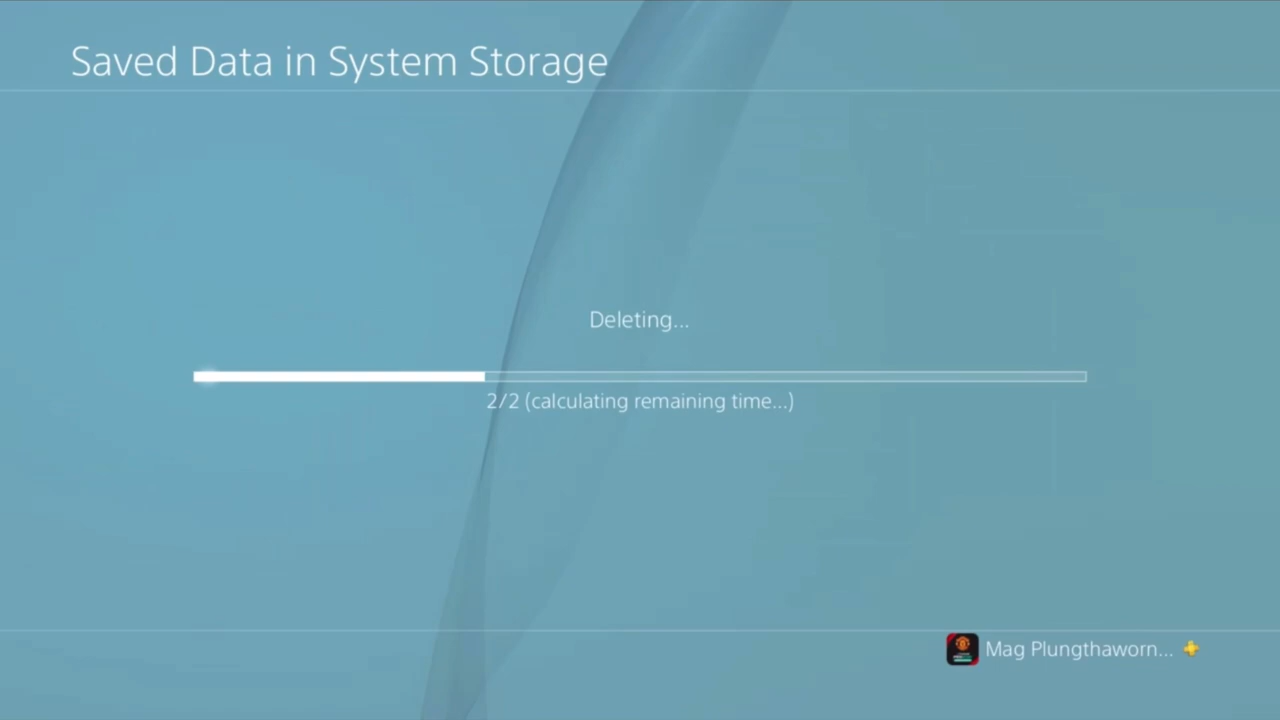 Saved Data in System Storage
Deleting...
2/2 (calculating remaining time...)
Mag Plungthaworn...